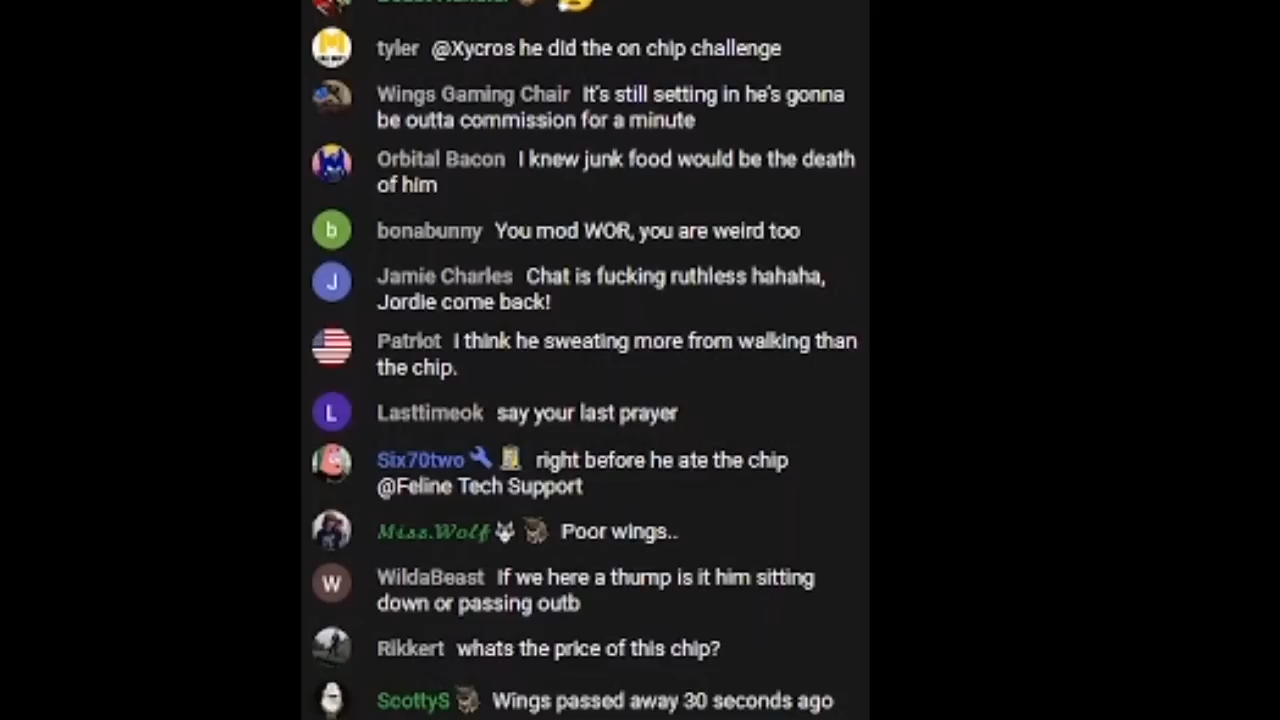 tyler @Xycros he did the on chip challenge
Wings Gaming Chair It's still setting in he's gonna
be outta commission for a minute
Orbital Bacon I knew junk food would be the death
of him
b
bonabunny You mod WOR, you are weird too
J
Jamie Charles Chat is fucking ruthless hahaha,
Jordie come back!
Patriot I think he sweating more from walking than
the chip.
L
Lasttimeok say your last prayer
Six70two right before he ate the chip
@Feline Tech Support
Miss.Wolf Poor wings..
W
WildaBeast If we here a thump is it him sitting
down or passing outb
Rikkert whats the price of this chip?
ScottyS Wings passed away 30 seconds ago